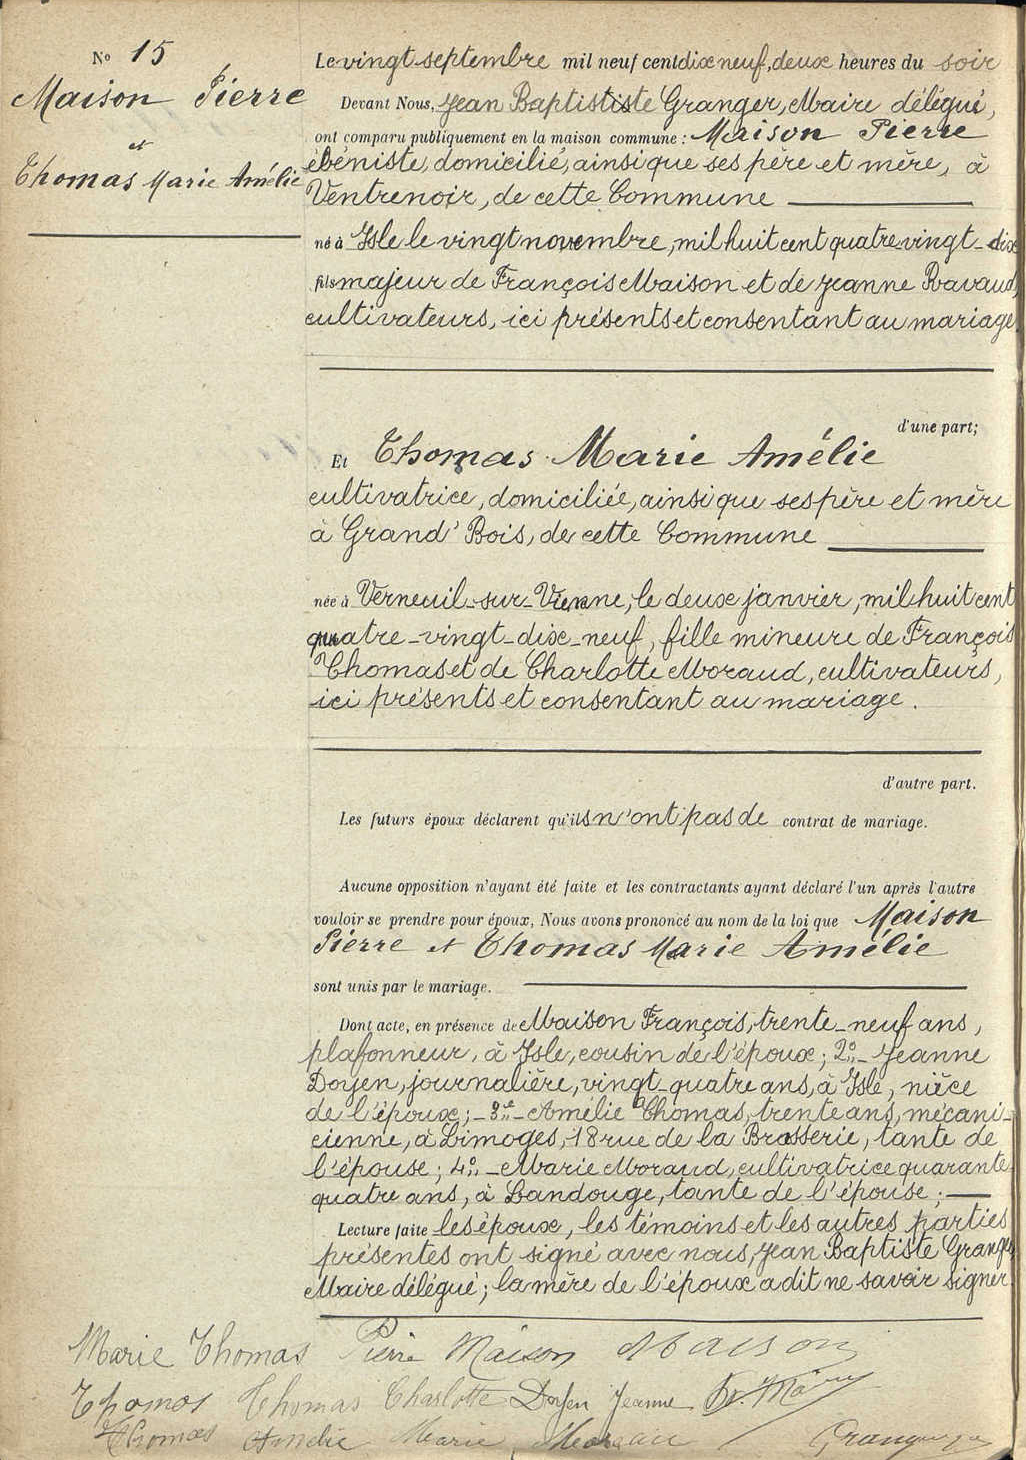 N° 15
Maison Pierre
et
Thomas Marie Amélie
Le vingt septembre mil neuf cent dix neuf, deux heures du soir
Devant Nous, Jean Baptististe Granger, Maire délégué,
ont comparu publiquement en la maison commune : Maison Pierre
ébéniste, domicilié, ainsi que ses père et mère, à
Ventrenoir, de cette Commune
né à Isle le vingt novembre, mil huit cent quatre-vingt-dix
fils majeur de François Maison et de Jeanne Ravaud,
cultivateurs, ici présents et consentant au mariage
d'une part;
Et Thomas Marie Amélie
cultivatrice, domiciliée, ainsi que ses père et mère
à Grand' Bois, de cette Commune
née à Verneuil-sur-Vienne, le deux janvier, mil huit cent
quatre-vingt-dix-neuf, fille mineure de François
Thomas et de Charlotte Moraud, cultivateurs,
ici présents et consentant au mariage.
d'autre part.
Les futurs époux déclarent qu'ils n'ont pas de contrat de mariage.
Aucune opposition n'ayant été faite et les contractants ayant déclaré l'un après l'autre
vouloir se prendre pour époux, Nous avons prononcé au nom de la loi que Maison
Pierre et Thomas Marie Amélie
sont unis par le mariage.
Dont acte, en présence de Maison François, trente-neuf ans,
plafonneur, à Isle, cousin de l'époux; 2° - Jeanne
Doyen, journalière, vingt-quatre ans, à Isle, nièce
de l'époux; - 3° - Amélie Thomas, trente ans, mécani-
cienne, à Limoges, 18 rue de la Brasserie, tante de
l'épouse; 4° - Marie Moraud, cultivatrice quarante
quatre ans, à Landouge, tante de l'épouse;
Lecture faite les époux, les témoins et les autres parties
présentes ont signé avec nous, Jean Baptiste Granger
Maire délégué; la mère de l'époux a dit ne savoir signer.
Marie Thomas Pierre Maison Maison
Thomas Thomas Charlotte Doyen Jeanne
Thomas Amélie Marie Granger